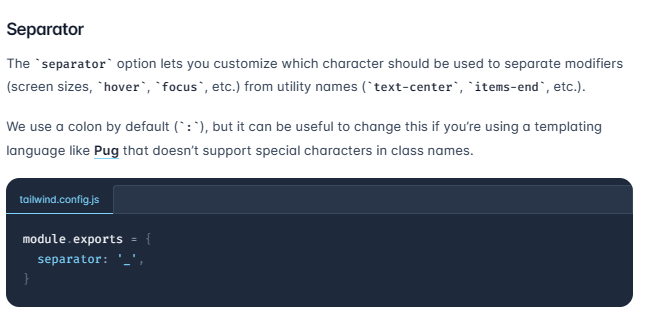 Separator
The `separator` option lets you customize which character should be used to separate modifiers
(screen sizes, `hover`, `focus`, etc.) from utility names (`text-center`, `items-end`, etc.).
We use a colon by default (`:`), but it can be useful to change this if you’re using a templating
language like Pug that doesn’t support special characters in class names.
tailwind.config.js
module.exports = {
  separator: '_',
}